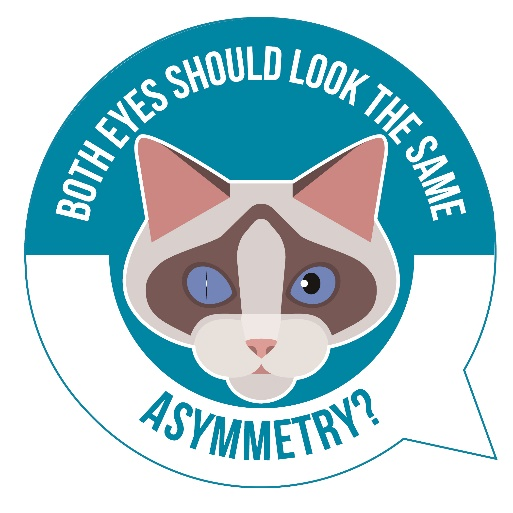 BOTH EYES SHOULD LOOK THE SAME
ASYMMETRY?